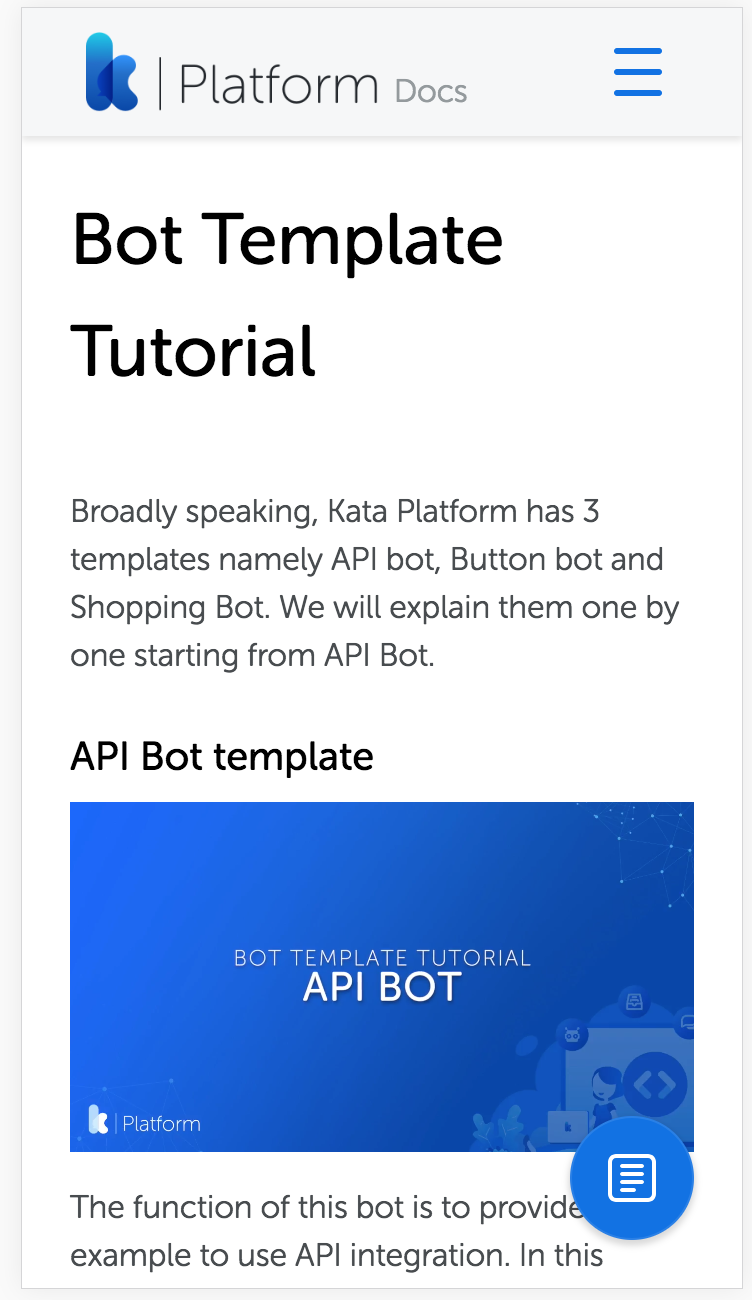 k | Platform Docs
Bot Template
Tutorial
Broadly speaking, Kata Platform has 3
templates namely API bot, Button bot and
Shopping Bot. We will explain them one by
one starting from API Bot.
API Bot template
BOT TEMPLATE TUTORIAL
API BOT
k | Platform
The function of this bot is to provide
example to use API integration. In this